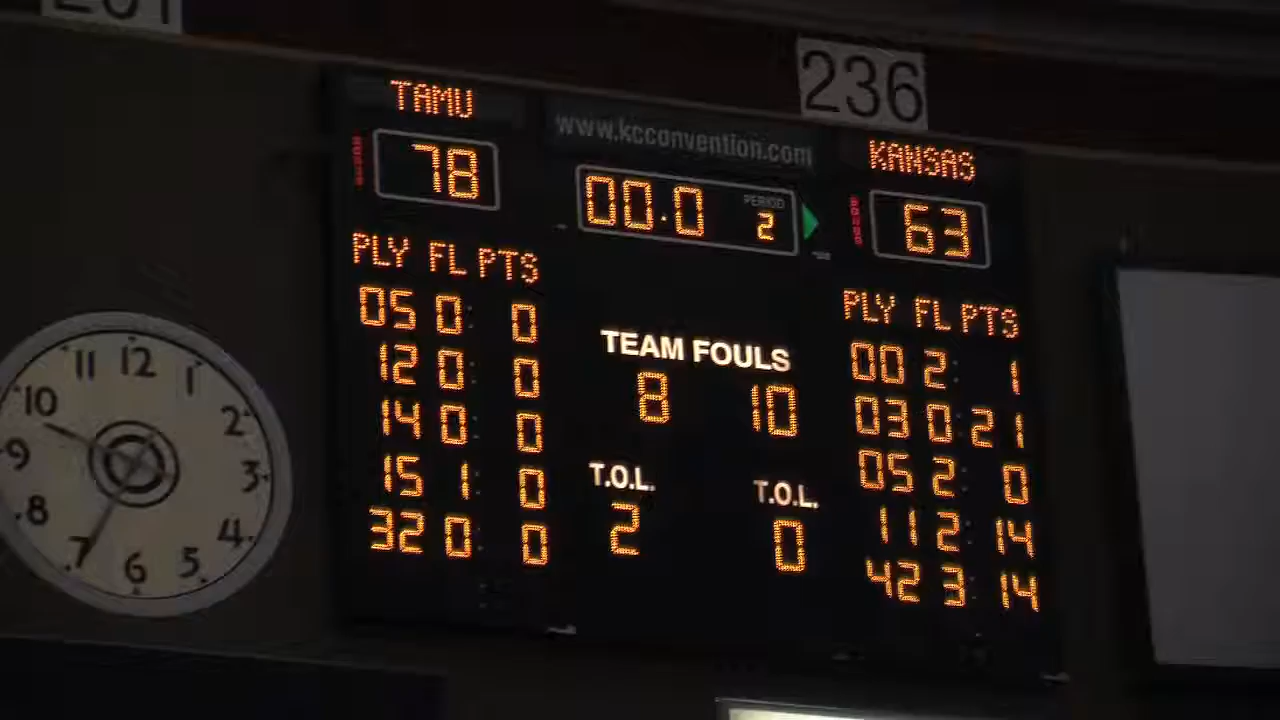 236
TAMU
www.kcconvention.com
KANSAS
BONUS
78
00.0
PERIOD
2
BONUS
63
PLY FL PTS
05 0 0
12 0 0
14 0 0
15 1 0
32 0 0
TEAM FOULS
8 10
T.O.L. T.O.L.
2 0
PLY FL PTS
00 2 1
03 0 21
05 2 0
11 2 14
42 3 14
11 12 1
10 2
9 3
8 4
7 6 5